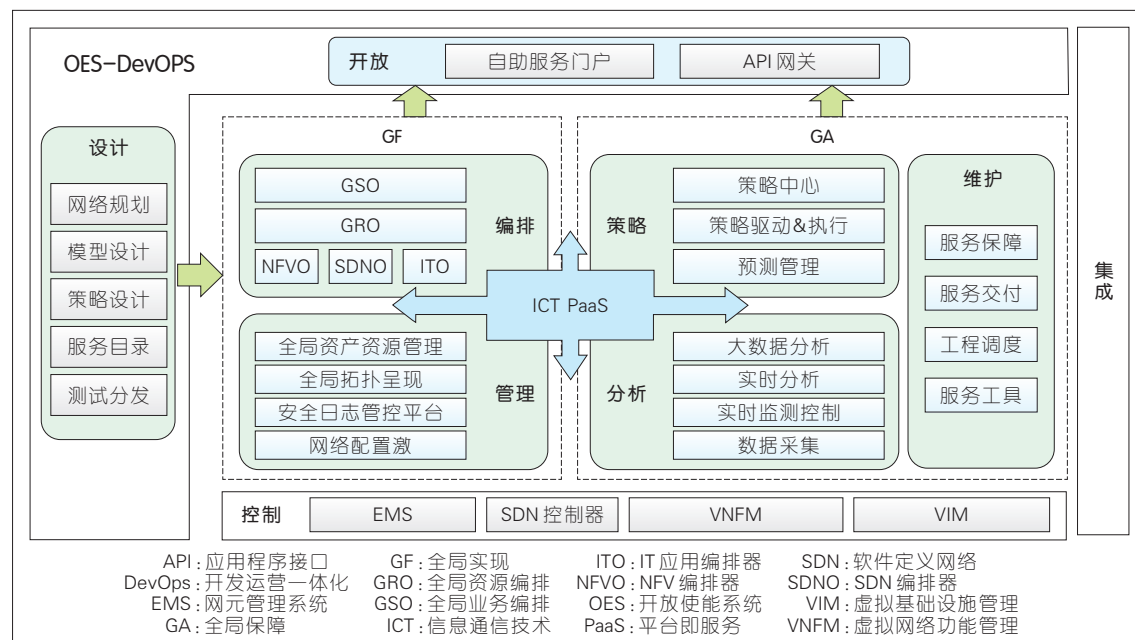 OES-DevOPS
开放
自助服务门户
API 网关
设计
网络规划
模型设计
策略设计
服务目录
测试分发
GF
GSO
GRO
NFVO
SDNO
ITO
编排
全局资产资源管理
全局拓扑呈现
安全日志管控平台
网络配置激
管理
ICT PaaS
GA
策略
策略中心
策略驱动&执行
预测管理
分析
大数据分析
实时分析
实时监测控制
数据采集
维护
服务保障
服务交付
工程调度
服务工具
集成
控制
EMS
SDN 控制器
VNFM
VIM
API:应用程序接口 GF:全局实现 ITO:IT 应用编排器 SDN:软件定义网络
DevOps:开发运营一体化 GRO:全局资源编排 NFVO:NFV 编排器 SDNO:SDN 编排器
EMS:网元管理系统 GSO:全局业务编排 OES:开放使能系统 VIM:虚拟基础设施管理
GA:全局保障 ICT:信息通信技术 PaaS:平台即服务 VNFM:虚拟网络功能管理